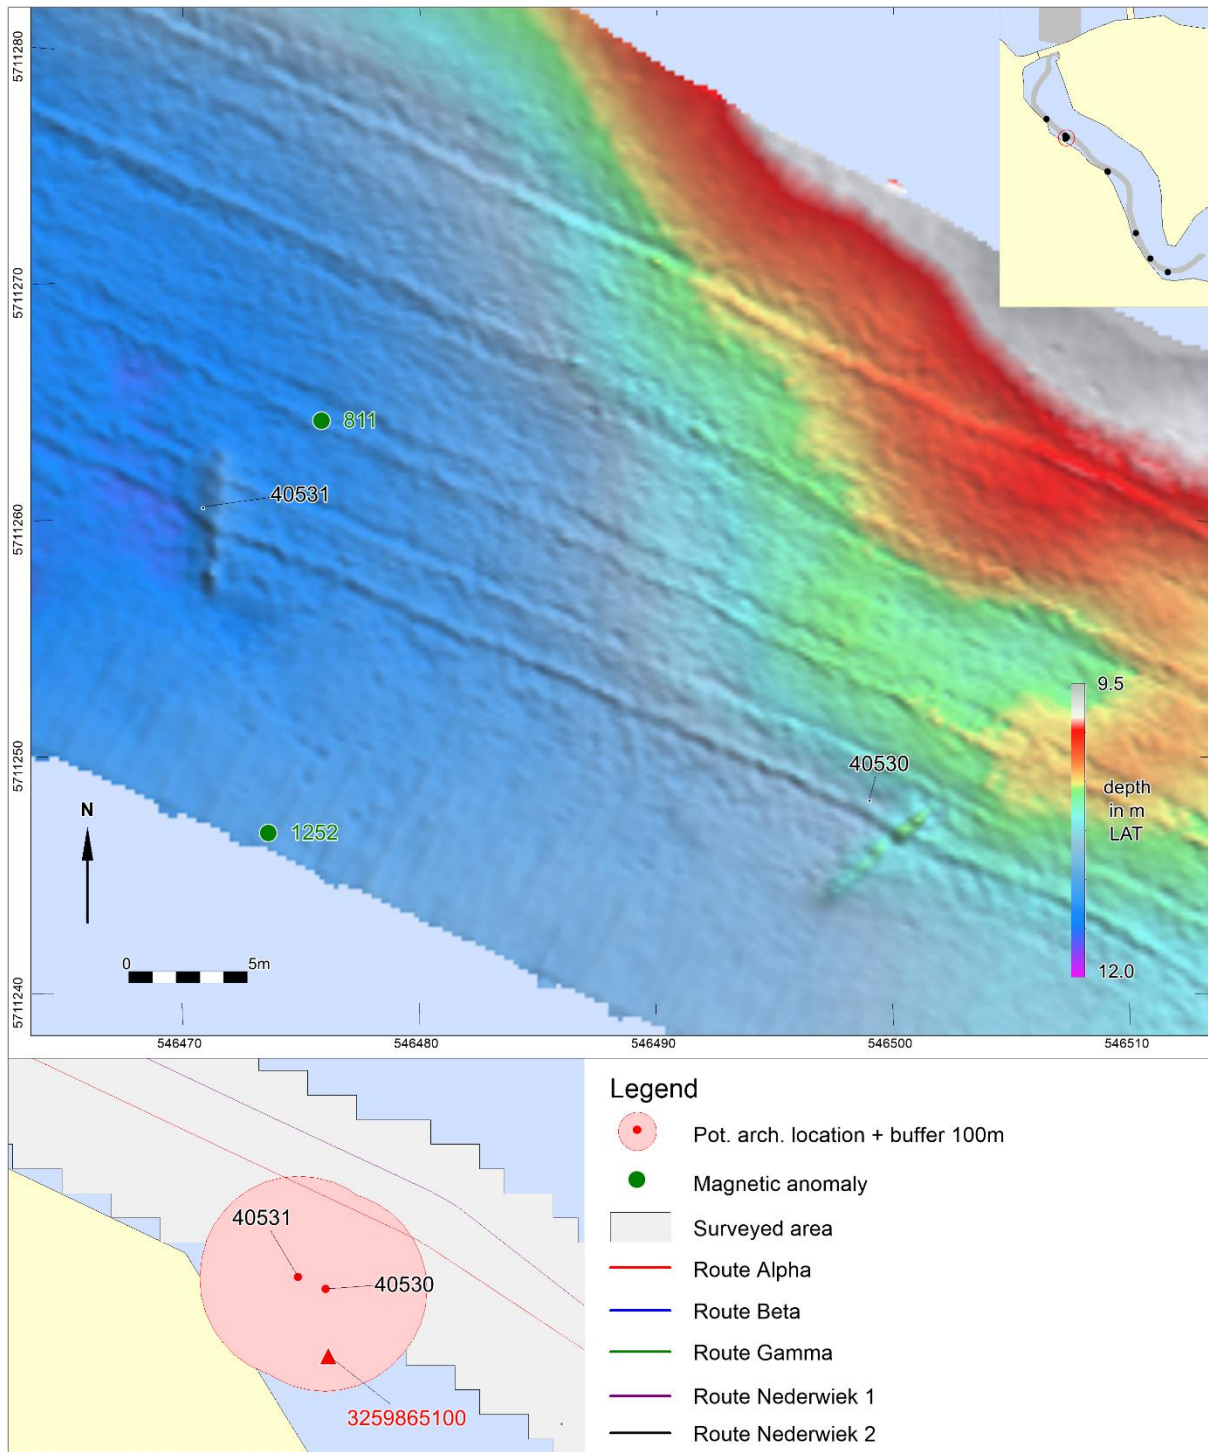 5711280
5711270
5711260
5711250
5711240
811
40531
40530
1252
N
0 5m
9.5
depth
in m
LAT
12.0
546470 546480 546490 546500 546510
40531
40530
3259865100
Legend
Pot. arch. location + buffer 100m
Magnetic anomaly
Surveyed area
Route Alpha
Route Beta
Route Gamma
Route Nederwiek 1
Route Nederwiek 2